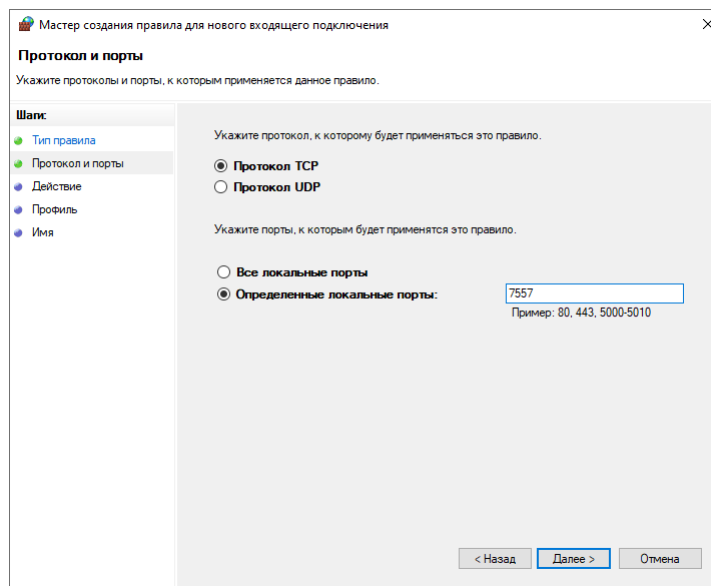 Мастер создания правила для нового входящего подключения
Протокол и порты
Укажите протоколы и порты, к которым применяется данное правило.
Шаги:
Тип правила
Протокол и порты
Действие
Профиль
Имя
Укажите протокол, к которому будет применяться это правило.
Протокол TCP
Протокол UDP
Укажите порты, к которым будет применятся это правило.
Все локальные порты
Определенные локальные порты: 7557
Пример: 80, 443, 5000-5010
< Назад Далее > Отмена